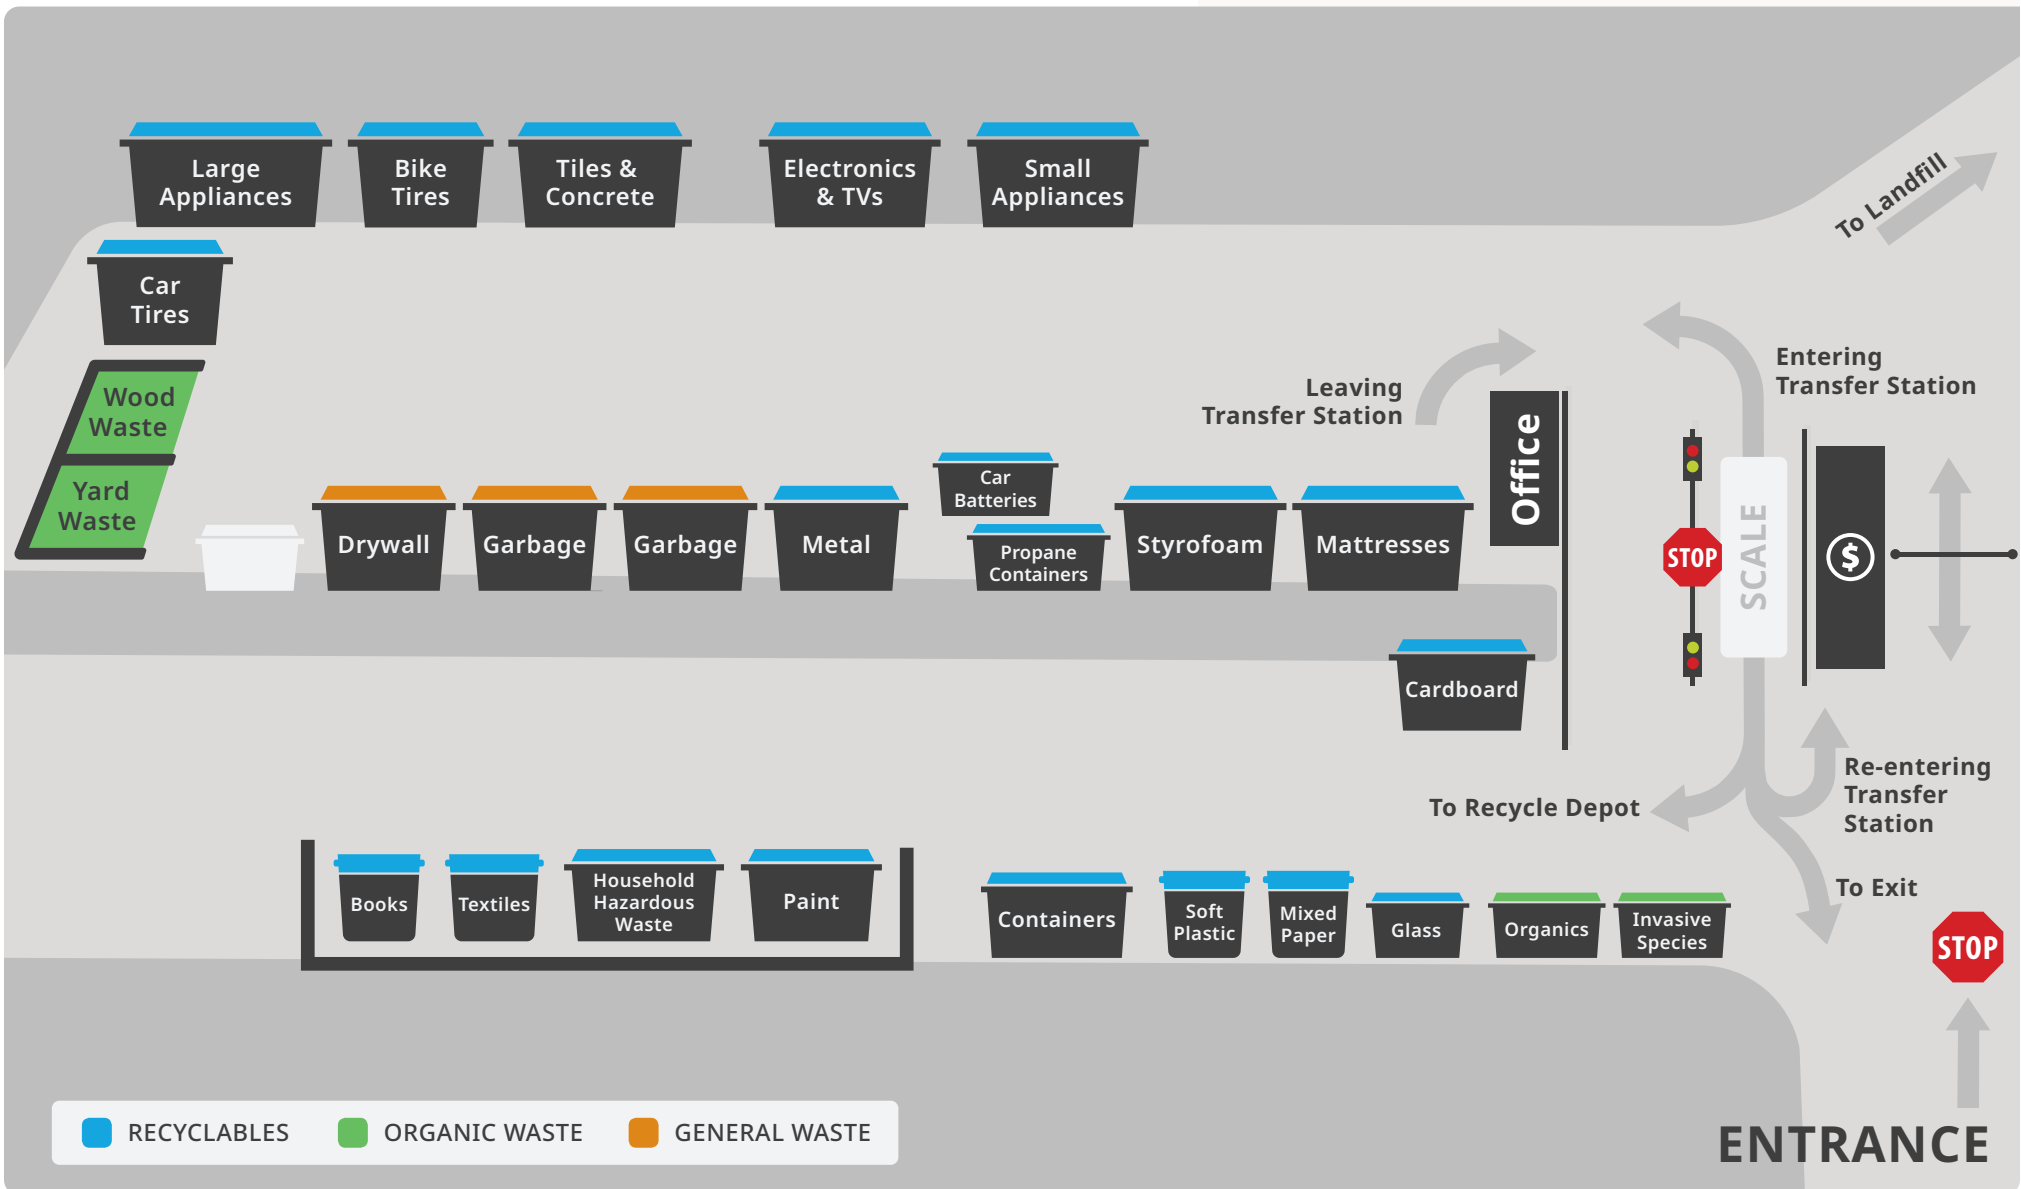 Large
Appliances
Bike
Tires
Tiles &
Concrete
Electronics
& TVs
Small
Appliances
To Landfill
Car
Tires
Wood
Waste
Yard
Waste
Drywall
Garbage
Garbage
Metal
Car
Batteries
Propane
Containers
Styrofoam
Mattresses
Leaving
Transfer Station
Office
Entering
Transfer Station
STOP
SCALE
$
Cardboard
To Recycle Depot
Re-entering
Transfer
Station
To Exit
Books
Textiles
Household
Hazardous
Waste
Paint
Containers
Soft
Plastic
Mixed
Paper
Glass
Organics
Invasive
Species
STOP
RECYCLABLES
ORGANIC WASTE
GENERAL WASTE
ENTRANCE